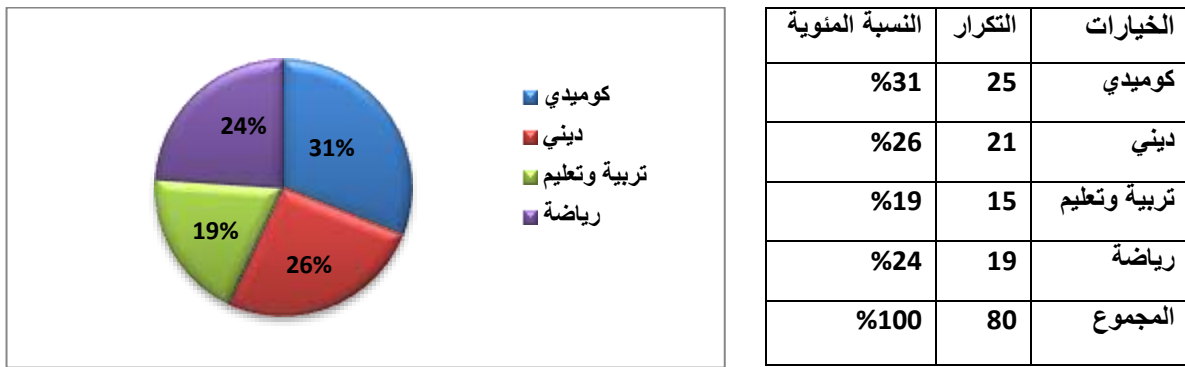 الخيارات التكرار النسبة المئوية
كوميدي 25 %31
ديني 21 %26
تربية وتعليم 15 %19
رياضة 19 %24
المجموع 80 %100
كوميدي
ديني
تربية وتعليم
رياضة
31%
26%
19%
24%